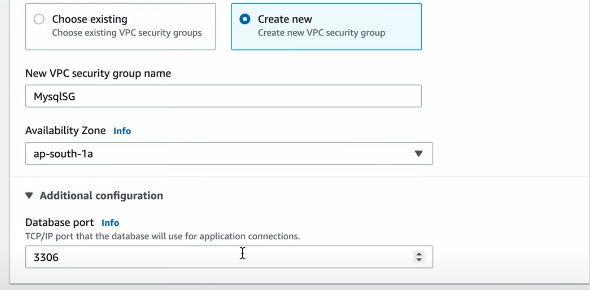 Choose existing
Choose existing VPC security groups
Create new
Create new VPC security group
New VPC security group name
MysqlSG
Availability Zone Info
ap-south-1a
Additional configuration
Database port Info
TCP/IP port that the database will use for application connections.
3306